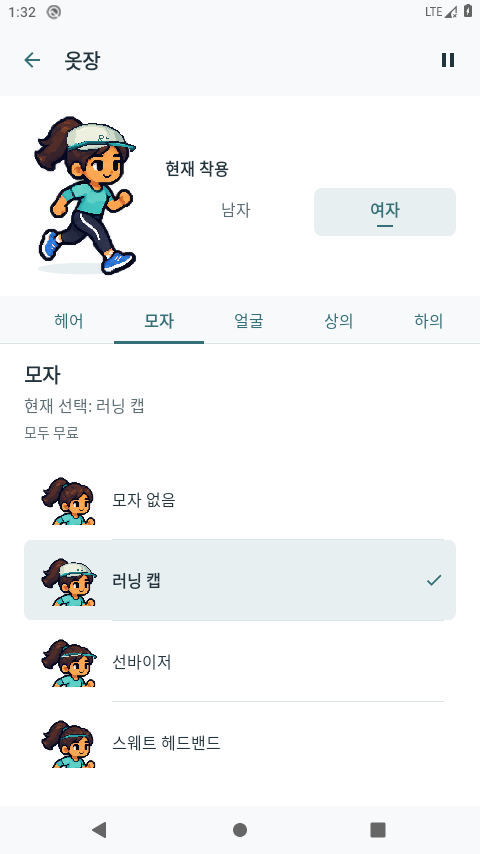 1:32
LTE
옷장
현재 착용
남자
여자
헤어
모자
얼굴
상의
하의
모자
현재 선택: 러닝 캡
모두 무료
모자 없음
러닝 캡
선바이저
스웨트 헤드밴드